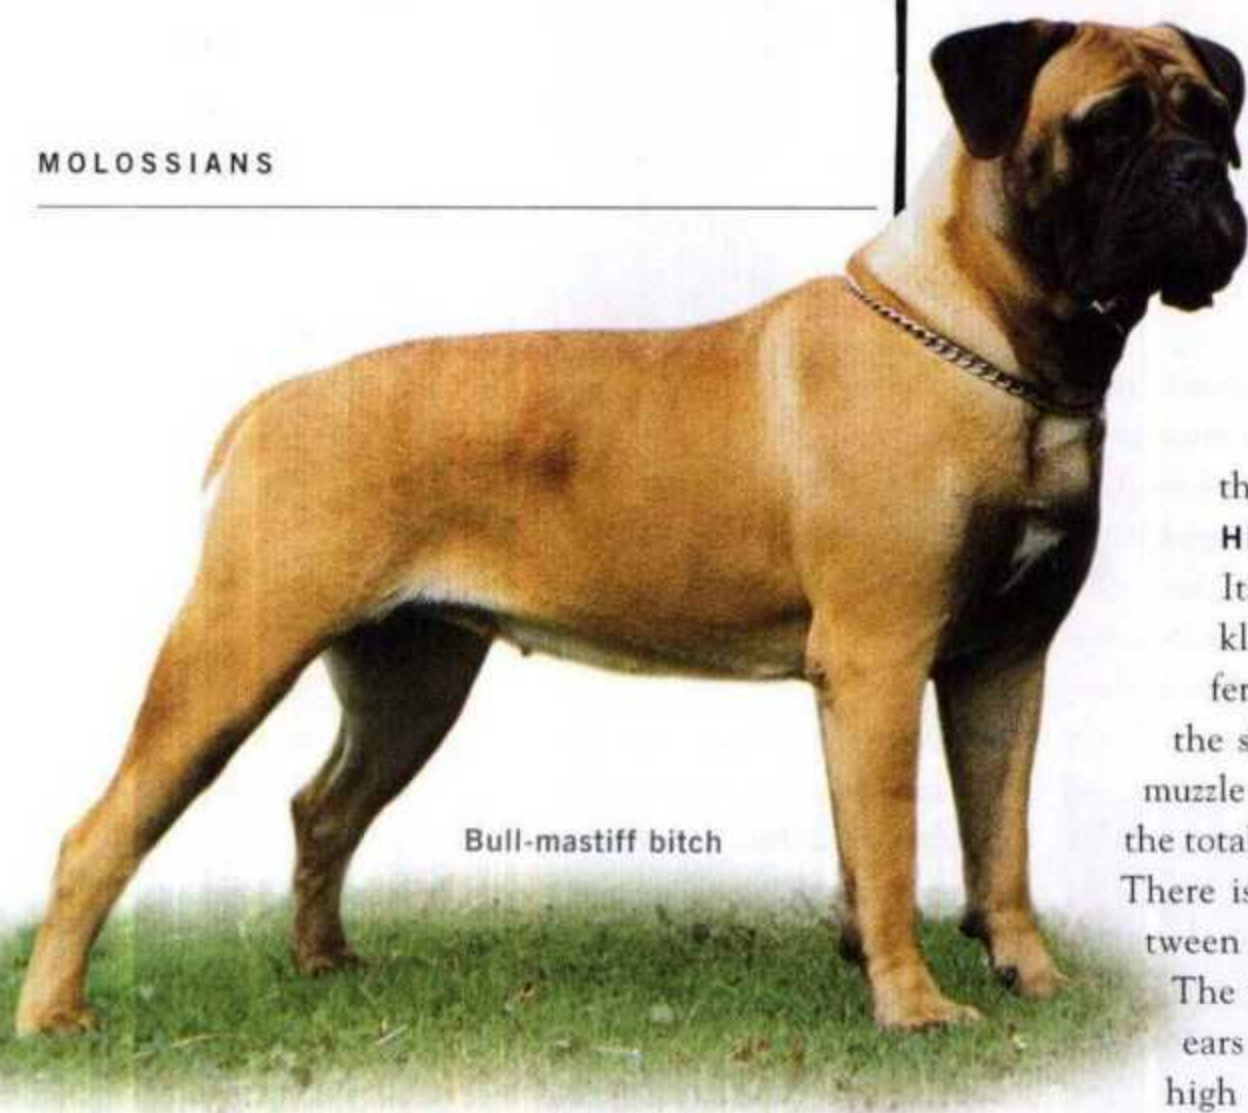 MOLOSSIANS
Bull-mastiff bitch
th
H
It
kl
fer
the s
muzzle
the total
There is
tween
The
ears
high